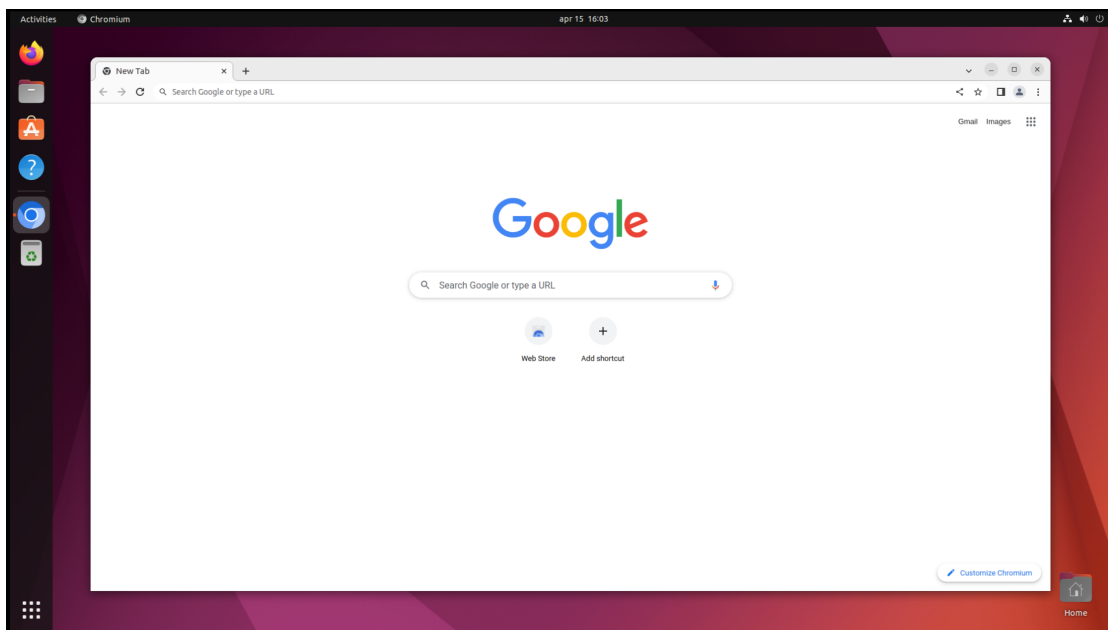 Activities Chromium apr 15 16:03
New Tab
Search Google or type a URL
Gmail Images
Google
Search Google or type a URL
Web Store Add shortcut
Customize Chromium
Home